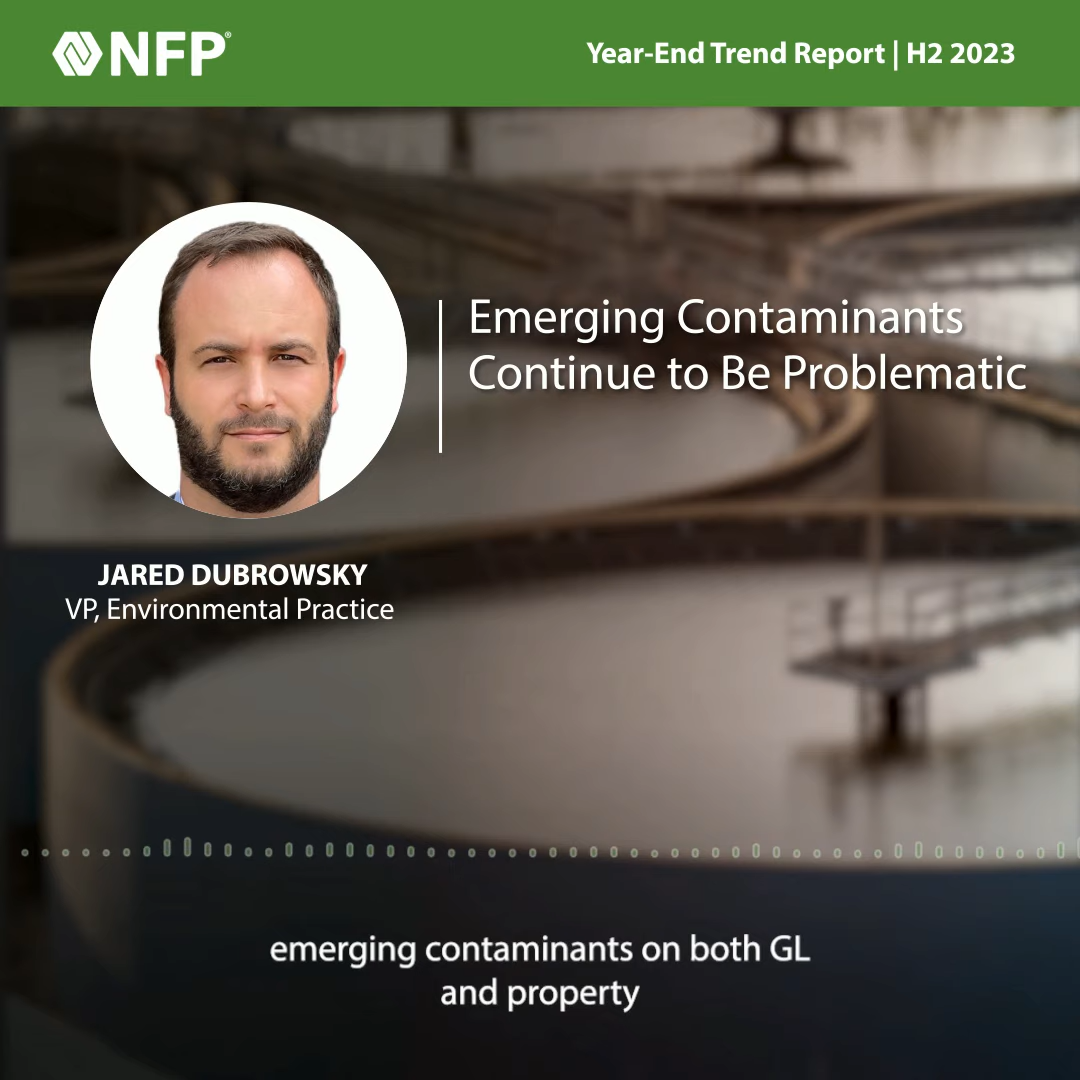 NFP®
Year-End Trend Report | H2 2023
Emerging Contaminants
Continue to Be Problematic
JARED DUBROWSKY
VP, Environmental Practice
emerging contaminants on both GL
and property